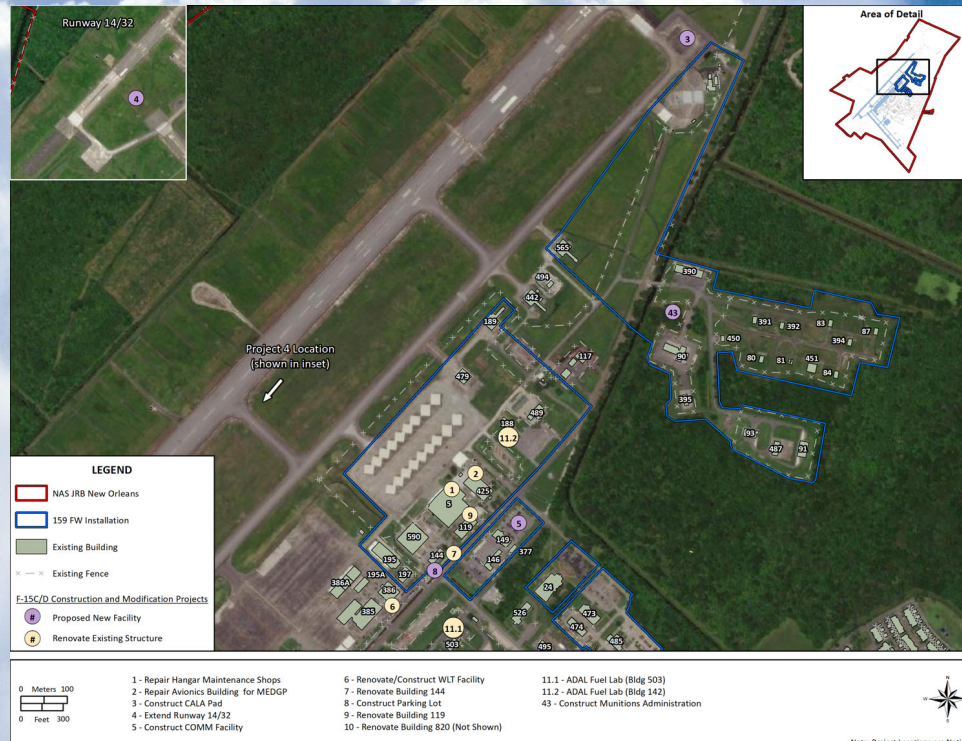 Runway 14/32
4
3
Area of Detail
565
494
442
189
390
43
391
392
83
87
450
394
90
80
81
451
84
395
93
487
91
117
Project 4 Location
(shown in inset)
479
489
188
11.2
2
1
425
5
9
119
5
590
149
377
7
144
146
195
8
195A
197
386A
386
6
385
24
11.1
503
526
473
474
495
485
LEGEND
NAS JRB New Orleans
159 FW Installation
Existing Building
Existing Fence
F-15C/D Construction and Modification Projects
# Proposed New Facility
# Renovate Existing Structure
0 Meters 100
0 Feet 300
1 - Repair Hangar Maintenance Shops
2 - Repair Avionics Building for MEDGP
3 - Construct CALA Pad
4 - Extend Runway 14/32
5 - Construct COMM Facility
6 - Renovate/Construct WLT Facility
7 - Renovate Building 144
8 - Construct Parking Lot
9 - Renovate Building 119
10 - Renovate Building 820 (Not Shown)
11.1 - ADAL Fuel Lab (Bldg 503)
11.2 - ADAL Fuel Lab (Bldg 142)
43 - Construct Munitions Administration
N